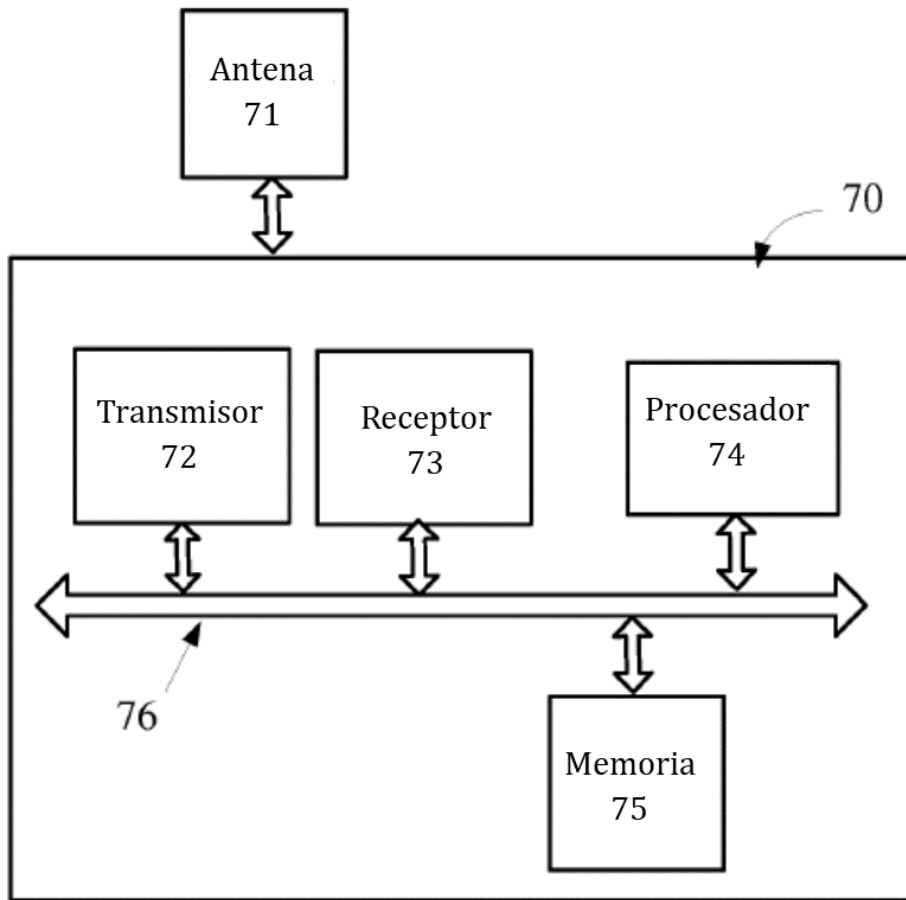 Antena
71
70
Transmisor
72
Receptor
73
Procesador
74
76
Memoria
75